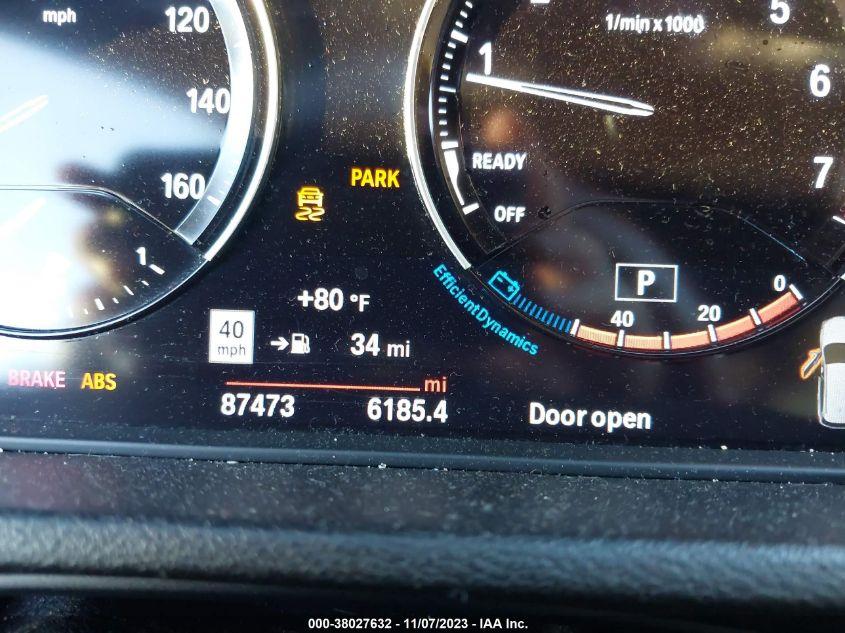 mph
120
140
160
1
1/min x 1000
1
5
6
7
READY
OFF
PARK
+80 °F
40
mph
34 mi
BRAKE ABS
mi
87473
6185.4
EfficientDynamics
P
40
20
0
Door open
000-38027632 - 11/07/2023 - IAA Inc.